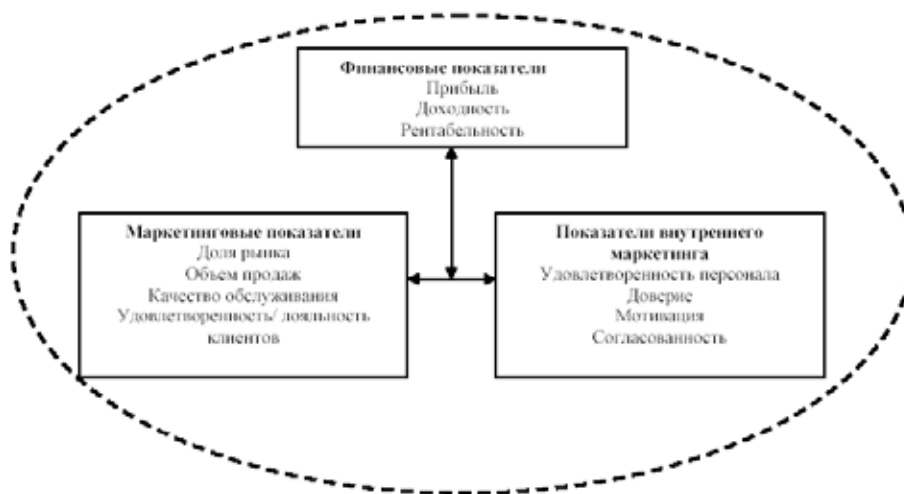 Финансовые показатели
Прибыль
Доходность
Рентабельность
Маркетинговые показатели
Доля рынка
Объем продаж
Качество обслуживания
Удовлетворенность/ лояльность
клиентов
Показатели внутреннего
маркетинга
Удовлетворенность персонала
Доверие
Мотивация
Согласованность